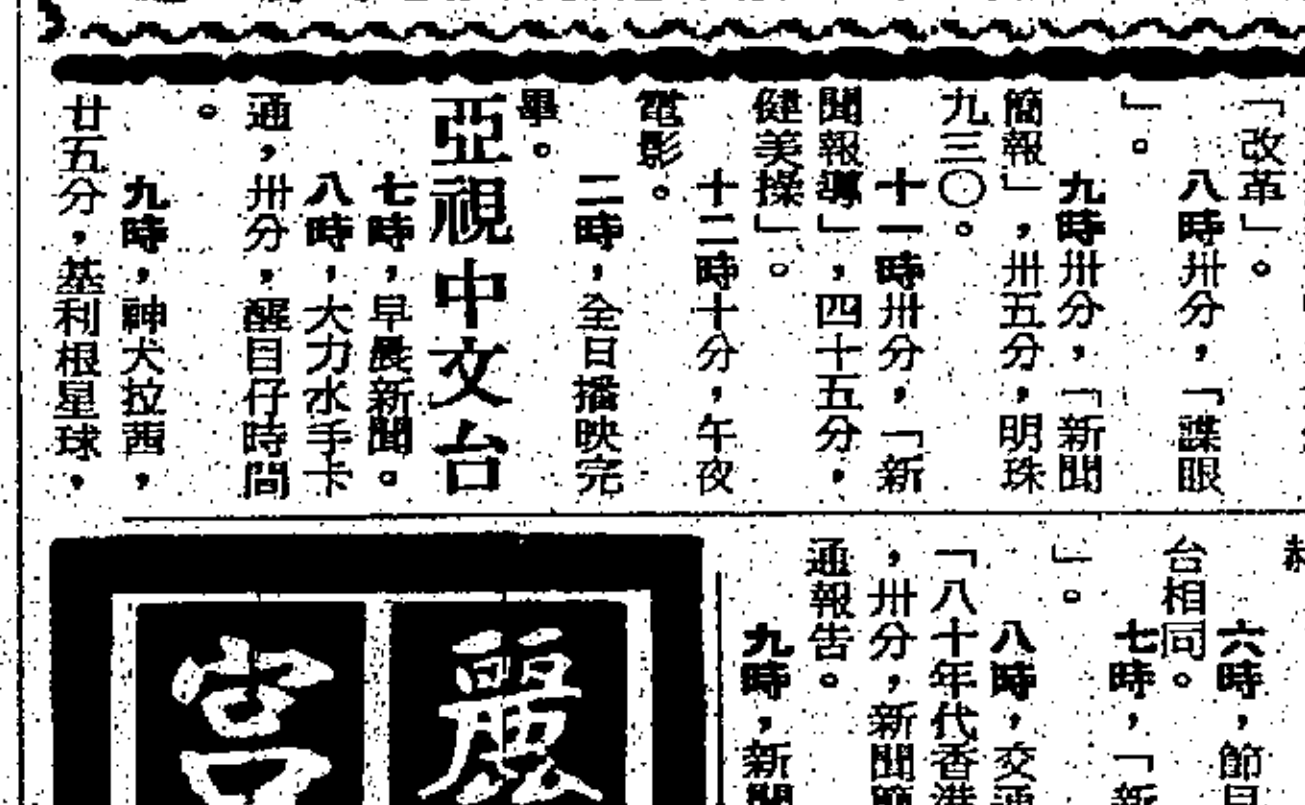 「改革」。
八時卅分，「諜眼
」。
九時卅分，「新聞
簡報」，卅五分，明珠
九三〇。
十一時卅分，「新
聞報導」，四十五分，
健美操」。
十二時十分，午夜
電影。
二時，全日播映完
畢。
亞視中文台
七時，早晨新聞。
八時，大力水手卡
通，卅分，醒目仔時間
。
九時，神犬拉茜，
廿五分，基利根星球，
六時，節目
台相同。
七時，「新
」。
八時，交通
「八十年代香港
，卅分，新聞簡
通報告。
九時，新聞
麗
宮